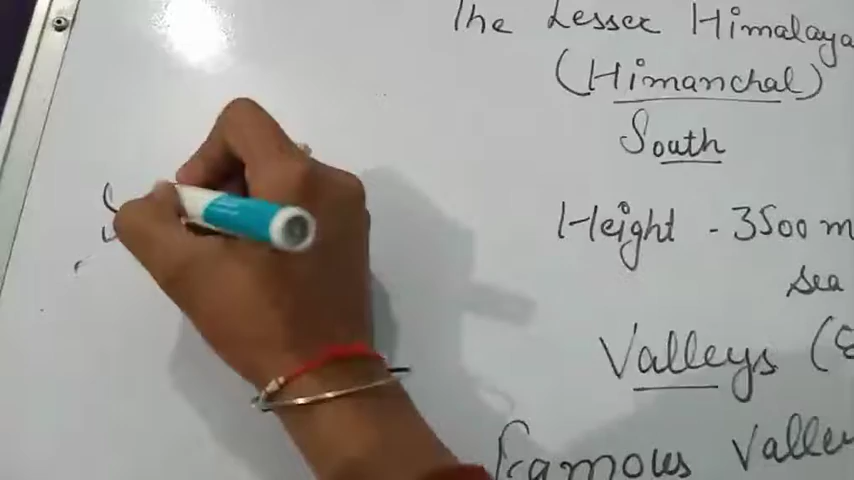 The Lesser Himalaya
(Himanchal)
South
Height - 3500 m
sea
Valleys (
Famous Valley